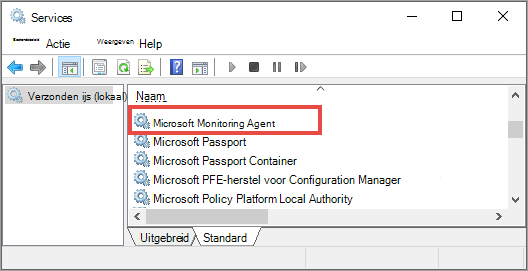 Services
Bestandsbeleid Actie Weergeven Help
Verzonden ijs (lokaal)
Naam
Microsoft Monitoring Agent
Microsoft Passport
Microsoft Passport Container
Microsoft PFE-herstel voor Configuration Manager
Microsoft Policy Platform Local Authority
Uitgebreid Standard